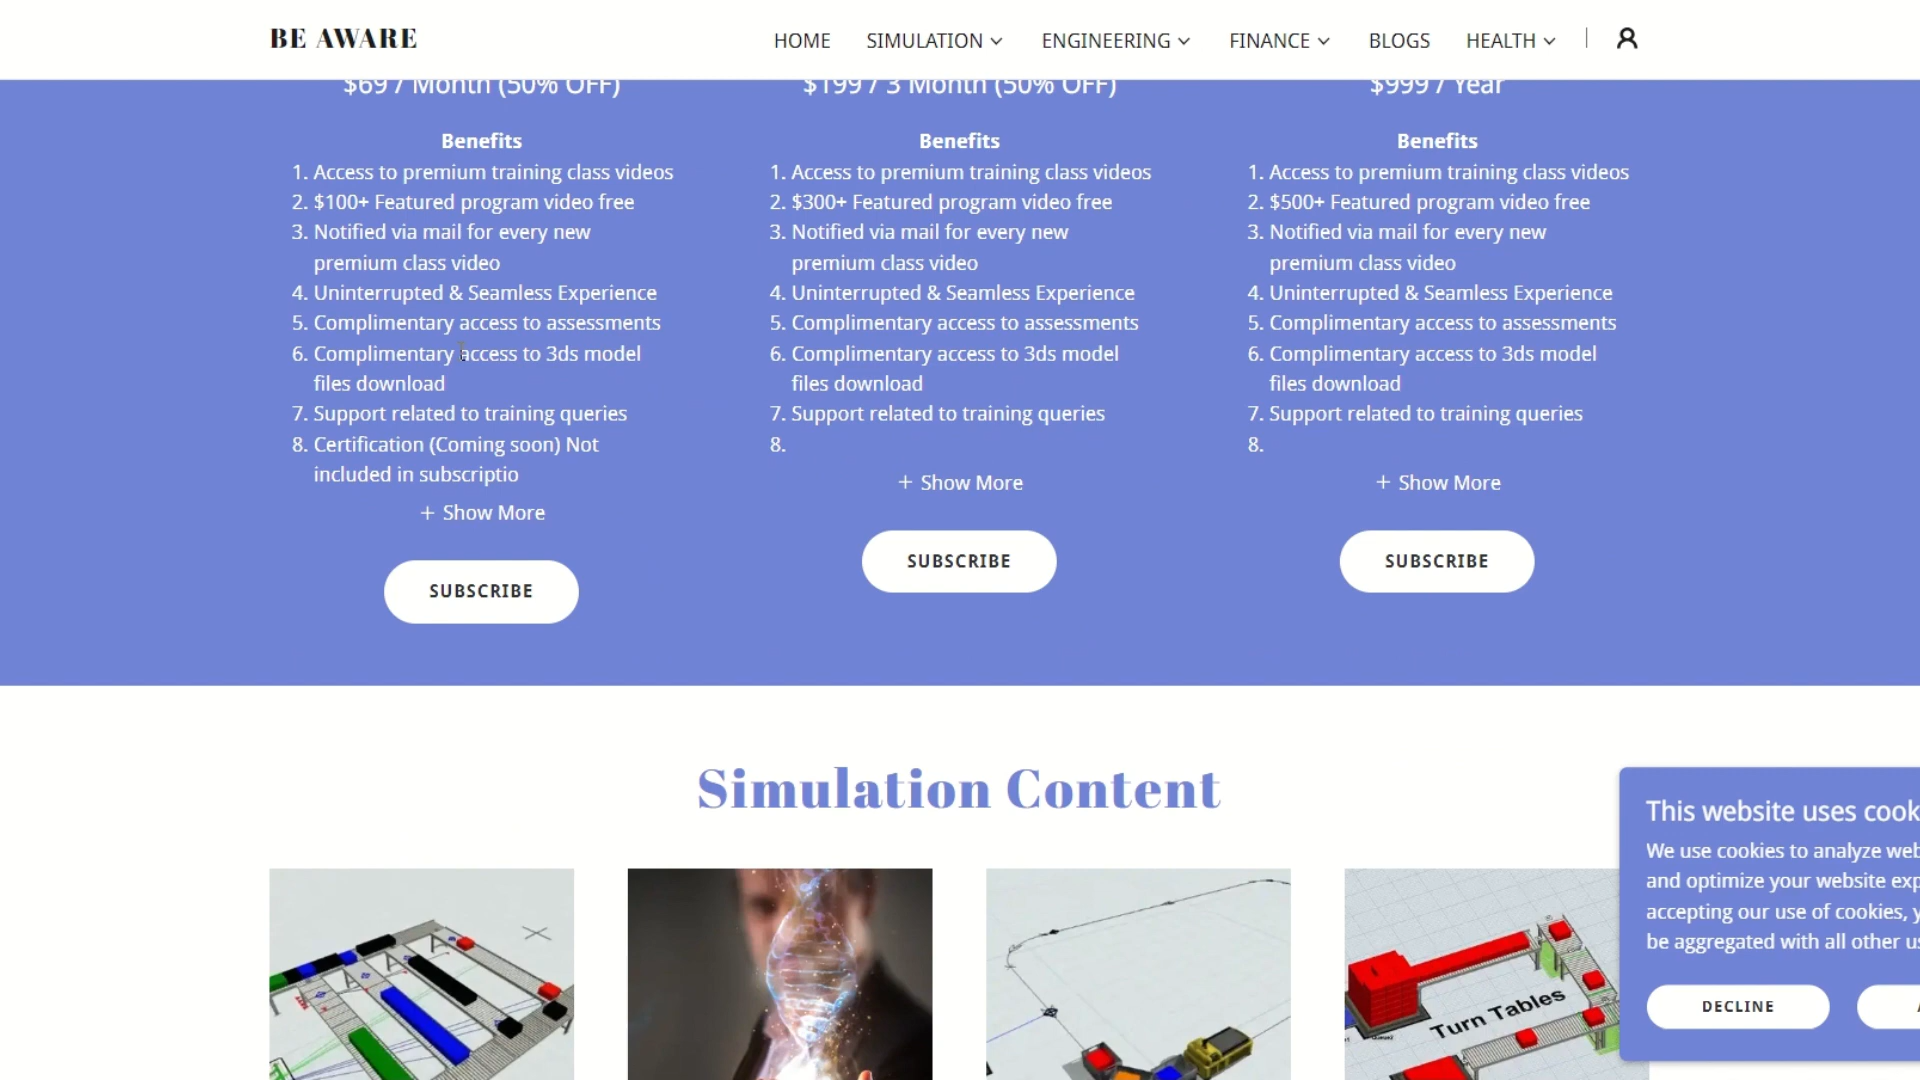 BE AWARE
HOME SIMULATION ENGINEERING FINANCE BLOGS HEALTH
$69 / Month (50% OFF)
Benefits
1. Access to premium training class videos
2. $100+ Featured program video free
3. Notified via mail for every new
premium class video
4. Uninterrupted & Seamless Experience
5. Complimentary access to assessments
6. Complimentary access to 3ds model
files download
7. Support related to training queries
8. Certification (Coming soon) Not
included in subscriptio
+ Show More
SUBSCRIBE
$199 / 3 Month (50% OFF)
Benefits
1. Access to premium training class videos
2. $300+ Featured program video free
3. Notified via mail for every new
premium class video
4. Uninterrupted & Seamless Experience
5. Complimentary access to assessments
6. Complimentary access to 3ds model
files download
7. Support related to training queries
8.
+ Show More
SUBSCRIBE
$999 / Year
Benefits
1. Access to premium training class videos
2. $500+ Featured program video free
3. Notified via mail for every new
premium class video
4. Uninterrupted & Seamless Experience
5. Complimentary access to assessments
6. Complimentary access to 3ds model
files download
7. Support related to training queries
8.
+ Show More
SUBSCRIBE
Simulation Content
Turn Tables
This website uses cook
We use cookies to analyze web
and optimize your website exp
accepting our use of cookies, y
be aggregated with all other us
DECLINE